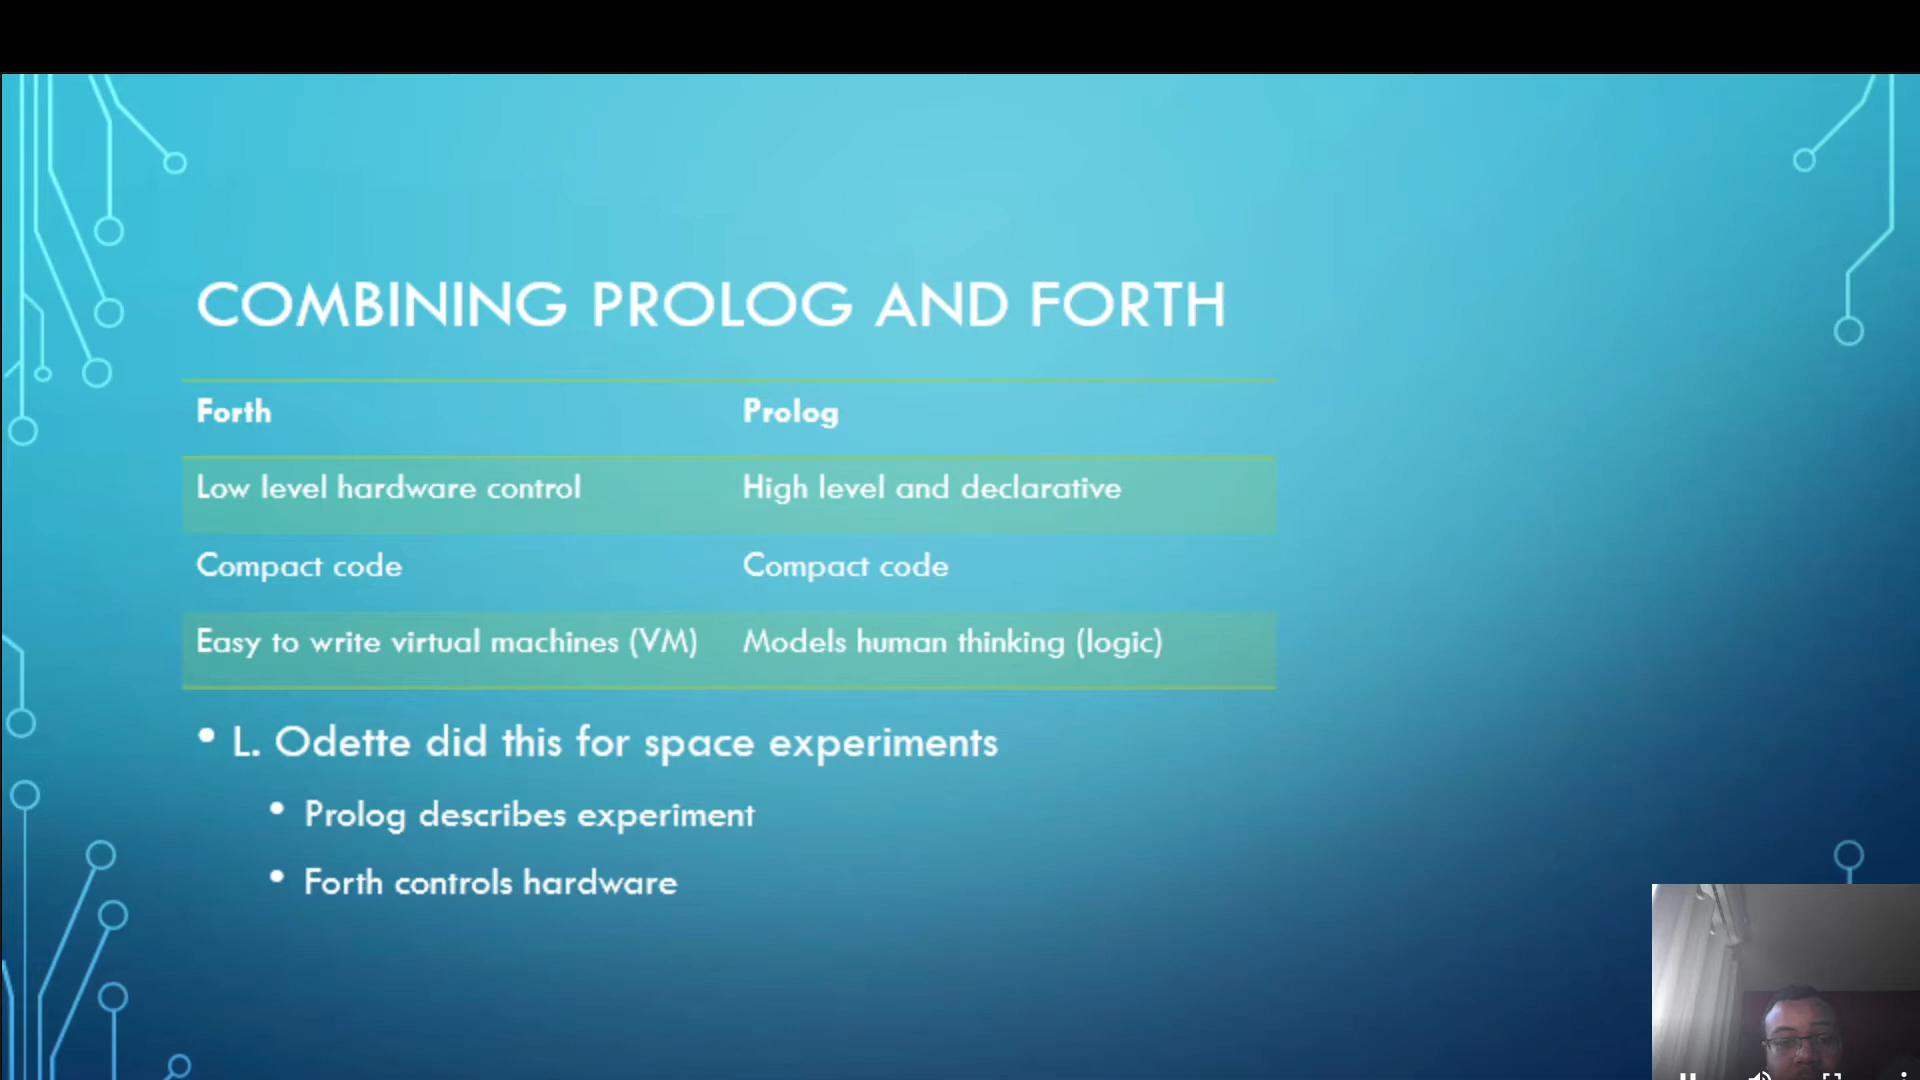 COMBINING PROLOG AND FORTH
Forth Prolog
Low level hardware control High level and declarative
Compact code Compact code
Easy to write virtual machines (VM) Models human thinking (logic)
• L. Odette did this for space experiments
• Prolog describes experiment
• Forth controls hardware